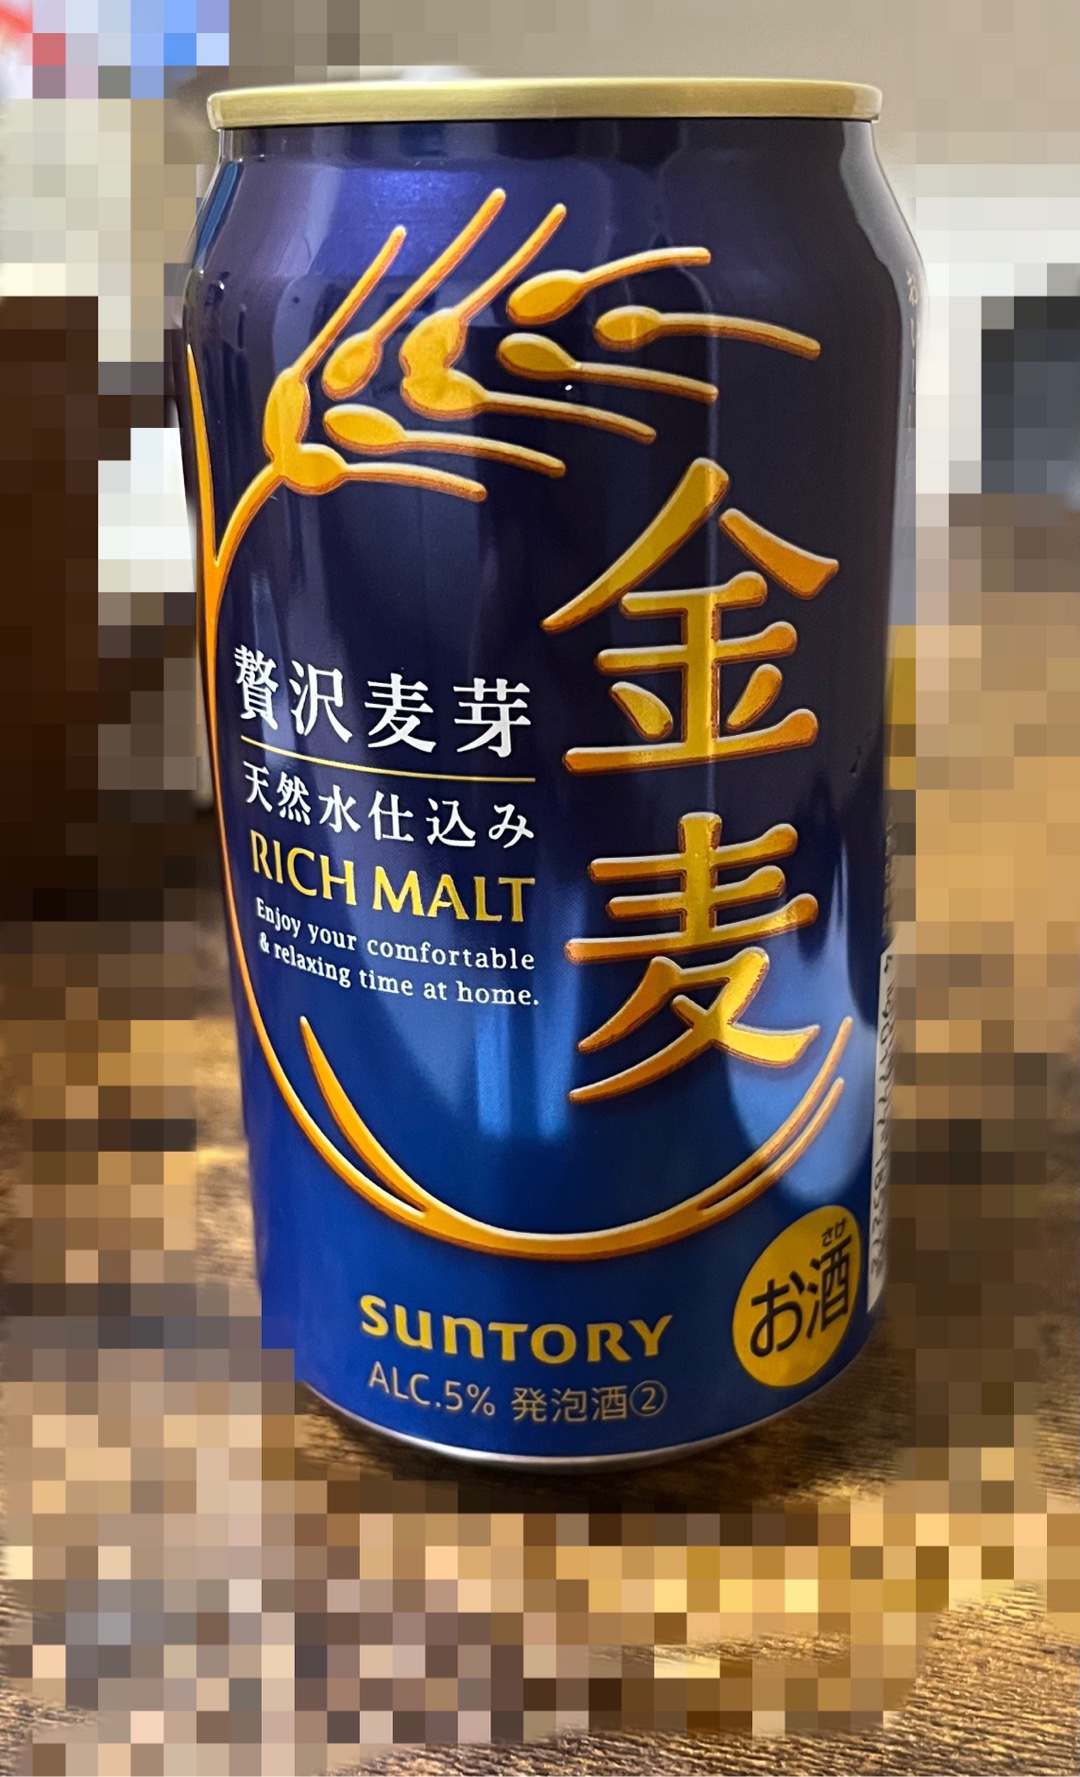 金麦
贅沢麦芽
天然水仕込み
RICH MALT
Enjoy your comfortable
& relaxing time at home.
SUNTORY
ALC.5% 発泡酒②
さけ
お酒